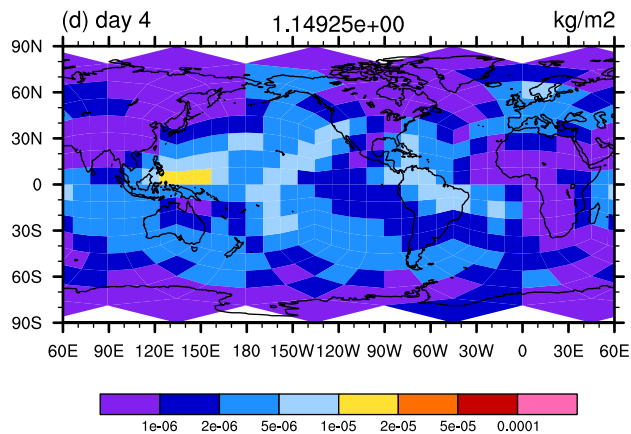 (d) day 4 1.14925e+00 kg/m2
90N
60N
30N
0
30S
60S
90S
60E 90E 120E 150E 180 150W 120W 90W 60W 30W 0 30E 60E
1e-06 2e-06 5e-06 1e-05 2e-05 5e-05 0.0001